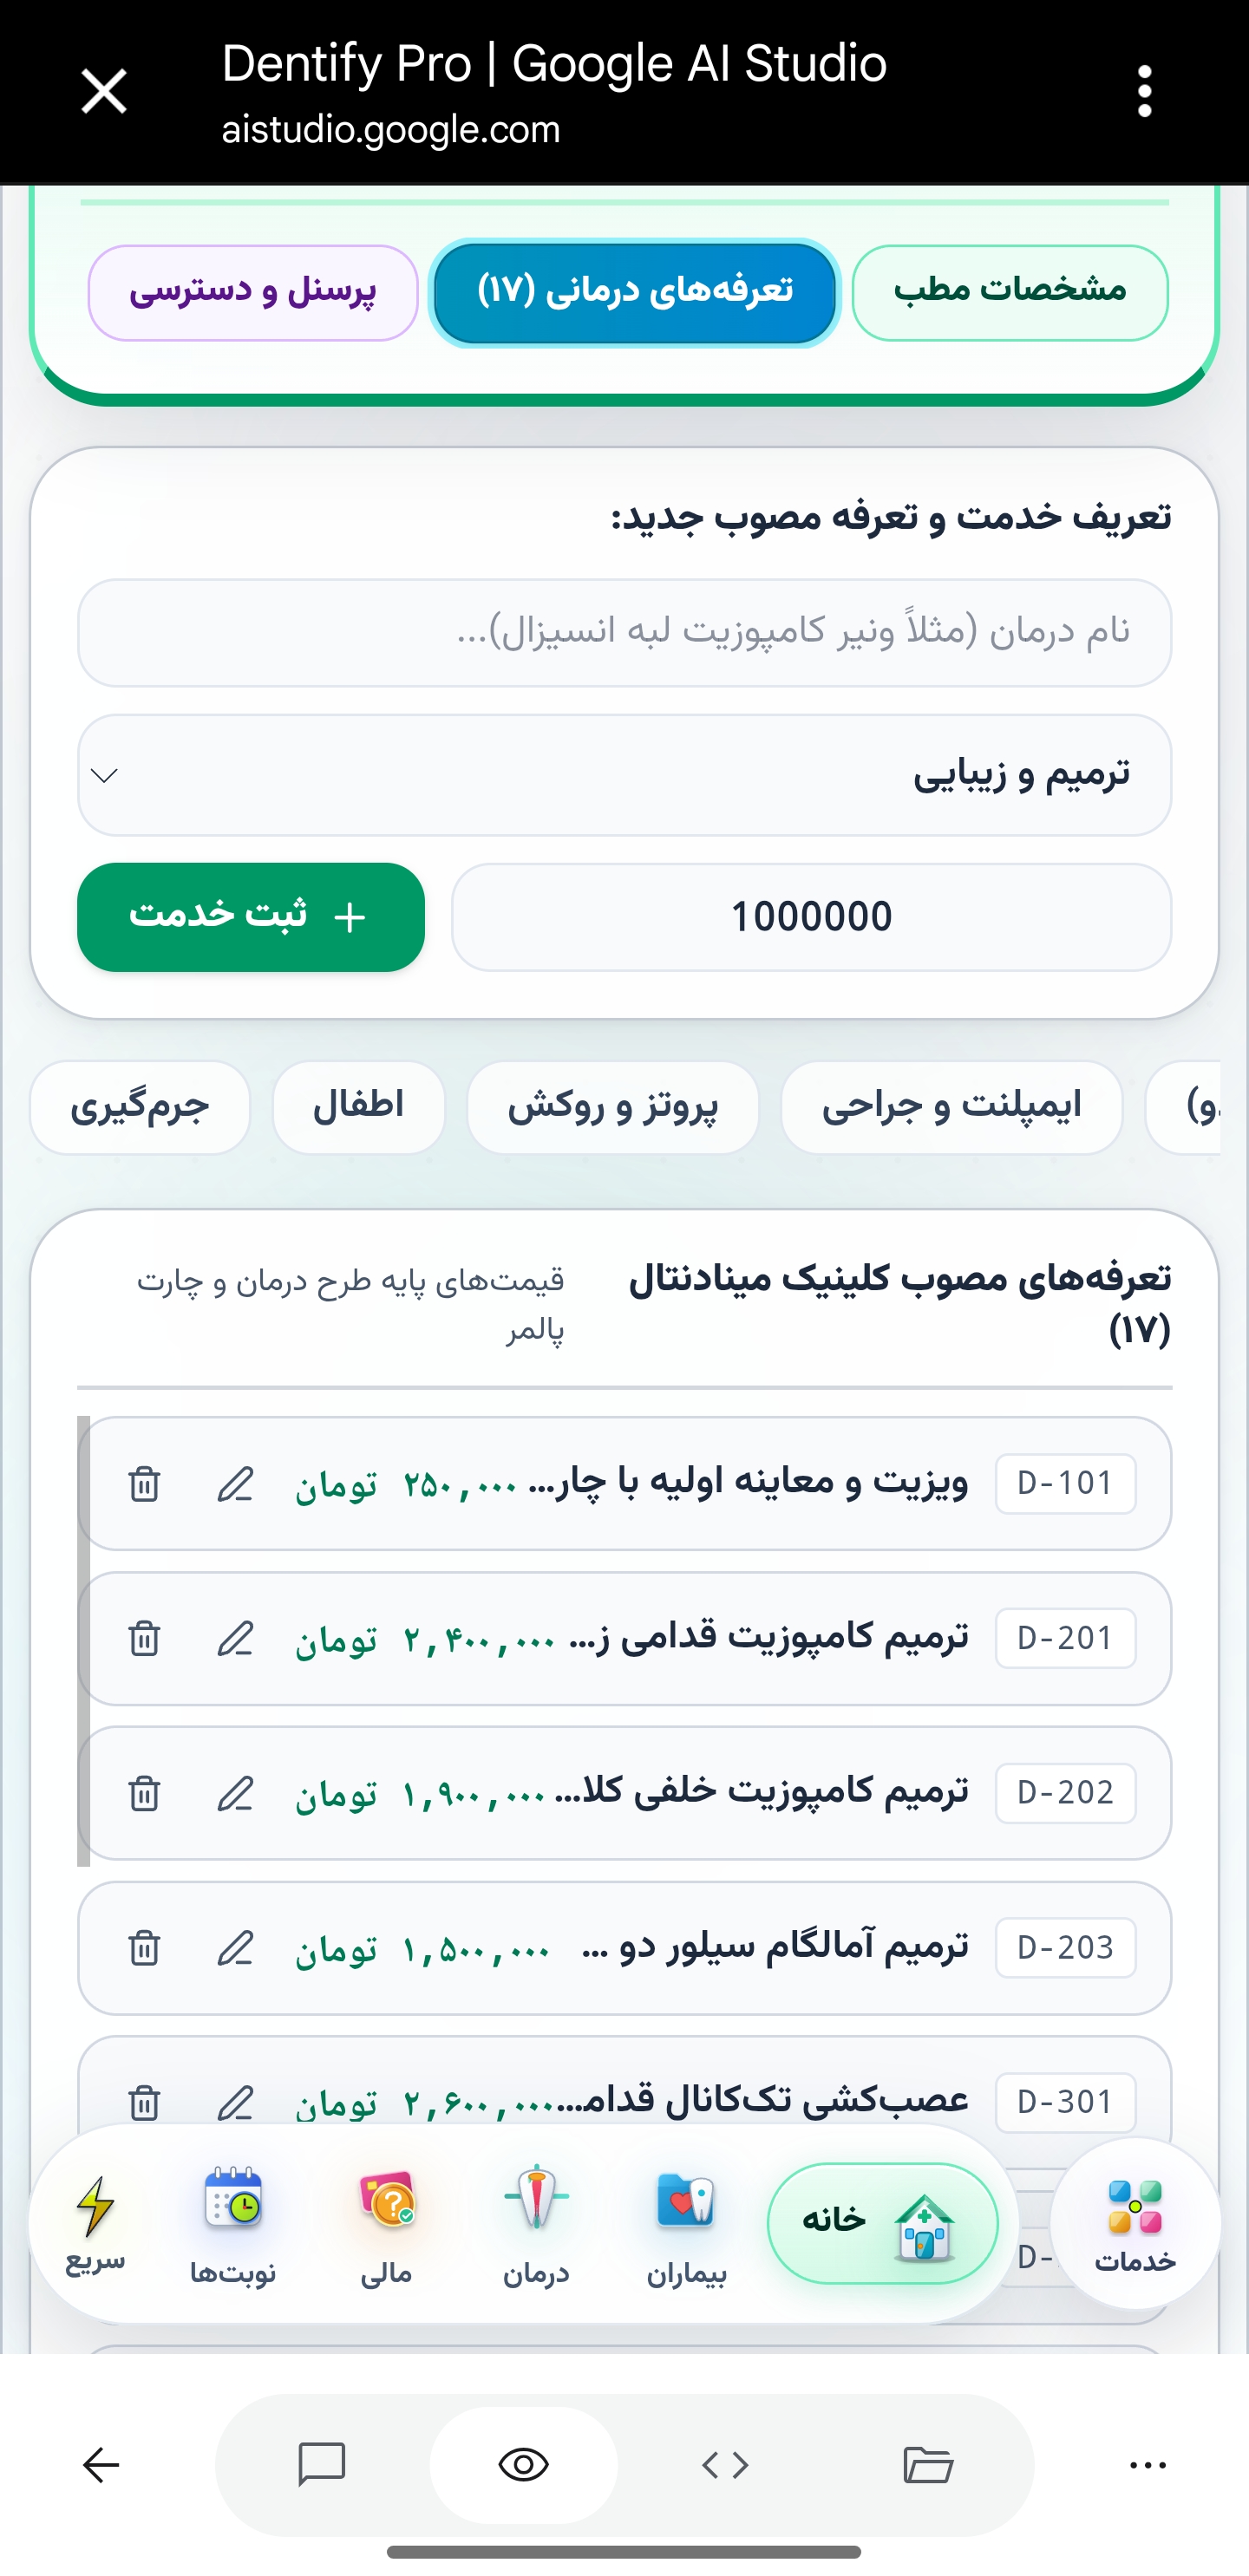 Dentify Pro | Google AI Studio
aistudio.google.com
مشخصات مطب
تعرفه‌های درمانی (۱۷)
پرسنل و دسترسی
تعریف خدمت و تعرفه مصوب جدید:
نام درمان (مثلاً ونیر کامپوزیت لبه انسیزال)...
ترمیم و زیبایی
1000000
ثبت خدمت
ایمپلنت و جراحی
پروتز و روکش
اطفال
جرم‌گیری
تعرفه‌های مصوب کلینیک مینادنتال
(۱۷)
قیمت‌های پایه طرح درمان و چارت
پالمر
D-101 ویزیت و معاینه اولیه با چار... ۲۵۰,۰۰۰ تومان
D-201 ترمیم کامپوزیت قدامی ز... ۲,۴۰۰,۰۰۰ تومان
D-202 ترمیم کامپوزیت خلفی کلا... ۱,۹۰۰,۰۰۰ تومان
D-203 ترمیم آمالگام سیلور دو ... ۱,۵۰۰,۰۰۰ تومان
D-301 عصب‌کشی تک‌کانال قدام... ۲,۶۰۰,۰۰۰ تومان
خدمات
خانه
بیماران
درمان
مالی
نوبت‌ها
سریع